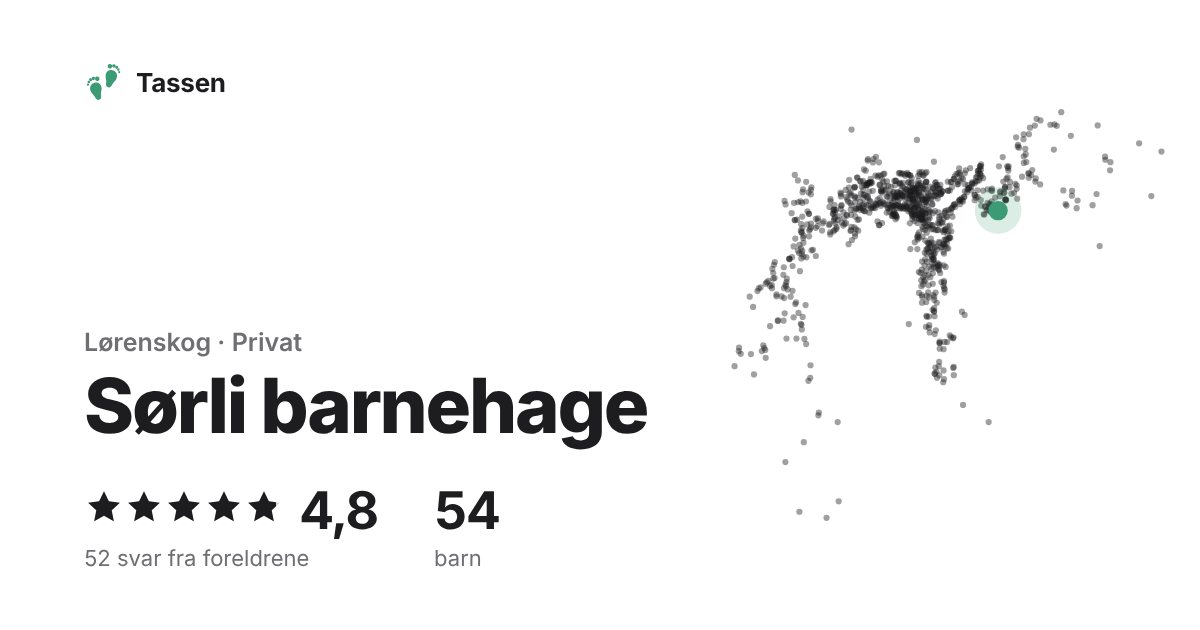 Tassen
Lørenskog · Privat
Sørli barnehage
4,8
54
52 svar fra foreldrene
barn